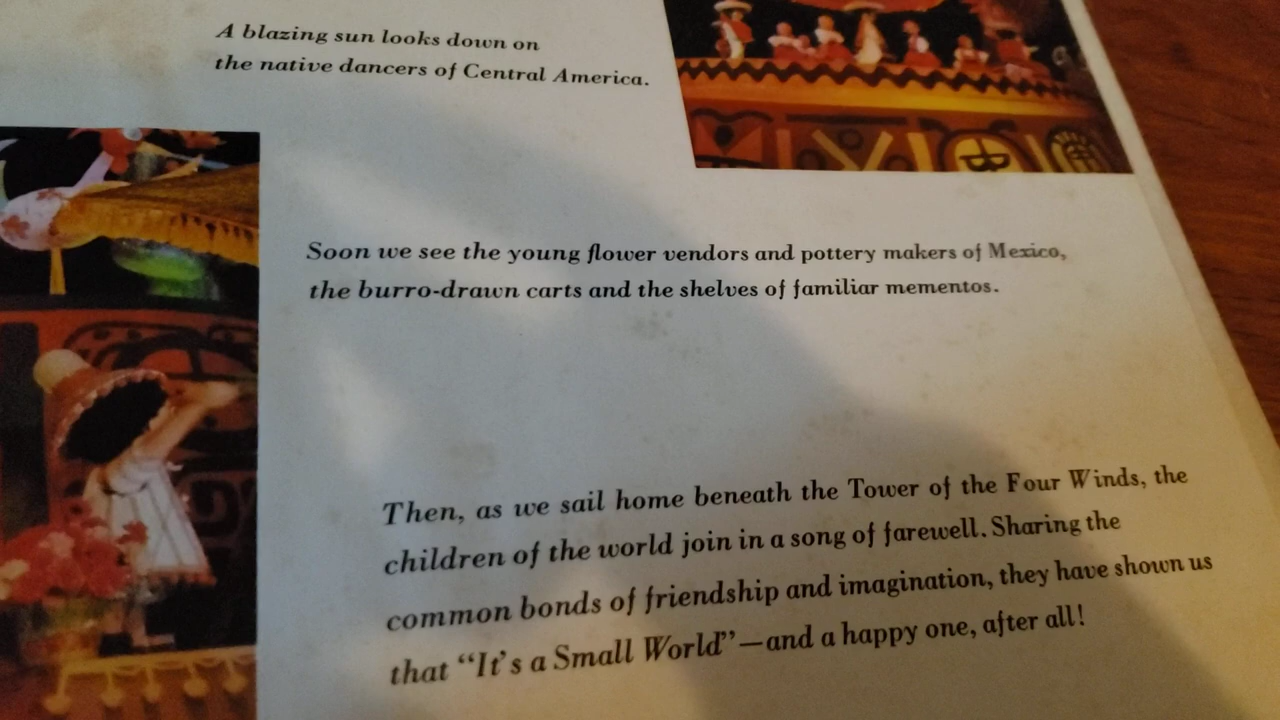 A blazing sun looks down on
the native dancers of Central America.
Soon we see the young flower vendors and pottery makers of Mexico,
the burro-drawn carts and the shelves of familiar mementos.
Then, as we sail home beneath the Tower of the Four Winds, the
children of the world join in a song of farewell. Sharing the
common bonds of friendship and imagination, they have shown us
that “It’s a Small World”—and a happy one, after all!